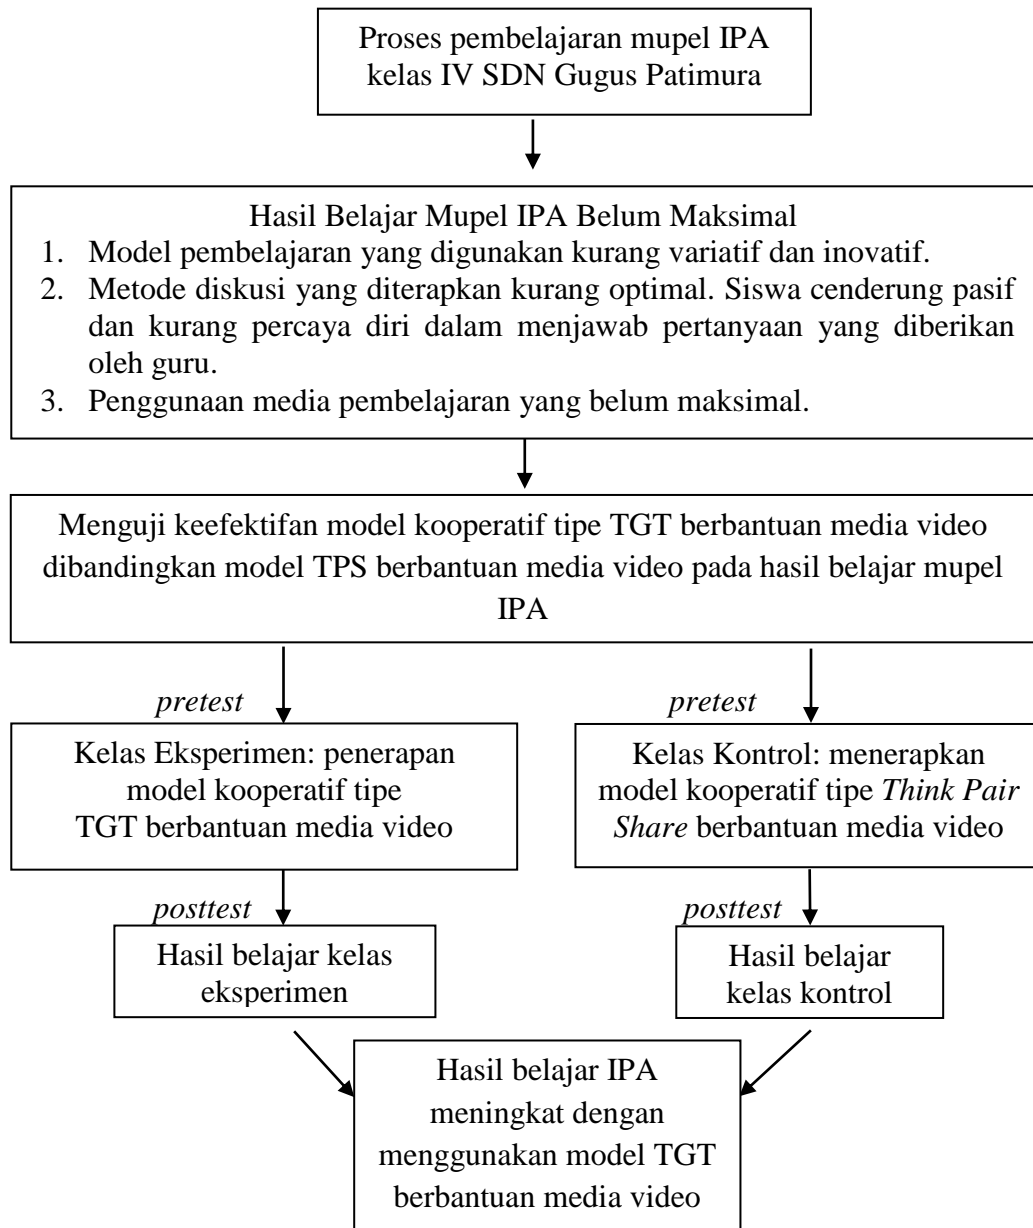 Proses pembelajaran mupel IPA
kelas IV SDN Gugus Patimura
Hasil Belajar Mupel IPA Belum Maksimal
1. Model pembelajaran yang digunakan kurang variatif dan inovatif.
2. Metode diskusi yang diterapkan kurang optimal. Siswa cenderung pasif
dan kurang percaya diri dalam menjawab pertanyaan yang diberikan
oleh guru.
3. Penggunaan media pembelajaran yang belum maksimal.
Menguji keefektifan model kooperatif tipe TGT berbantuan media video
dibandingkan model TPS berbantuan media video pada hasil belajar mupel
IPA
pretest
pretest
Kelas Eksperimen: penerapan
model kooperatif tipe
TGT berbantuan media video
Kelas Kontrol: menerapkan
model kooperatif tipe Think Pair
Share berbantuan media video
posttest
posttest
Hasil belajar kelas
eksperimen
Hasil belajar
kelas kontrol
Hasil belajar IPA
meningkat dengan
menggunakan model TGT
berbantuan media video